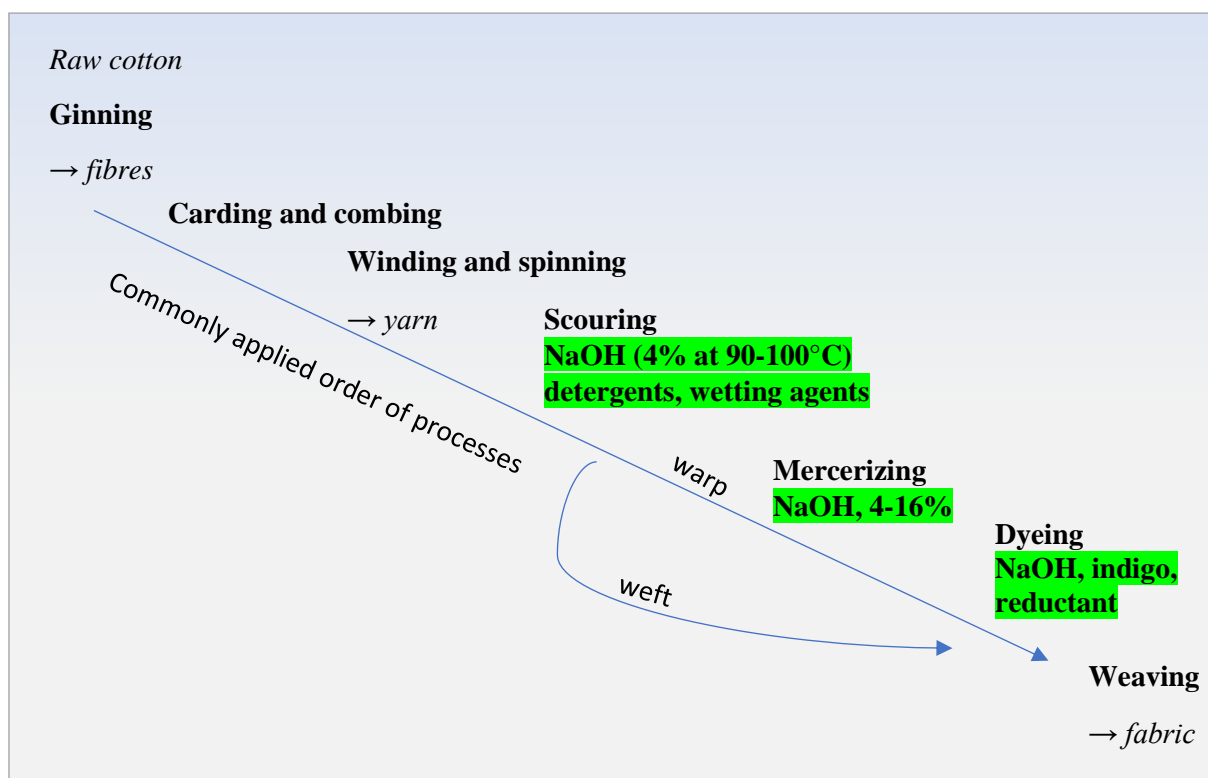 Raw cotton
Ginning
→ fibres
Carding and combing
Winding and spinning
→ yarn
Commonly applied order of processes
Scouring
NaOH (4% at 90-100°C)
detergents, wetting agents
warp
Mercerizing
NaOH, 4-16%
weft
Dyeing
NaOH, indigo,
reductant
Weaving
→ fabric